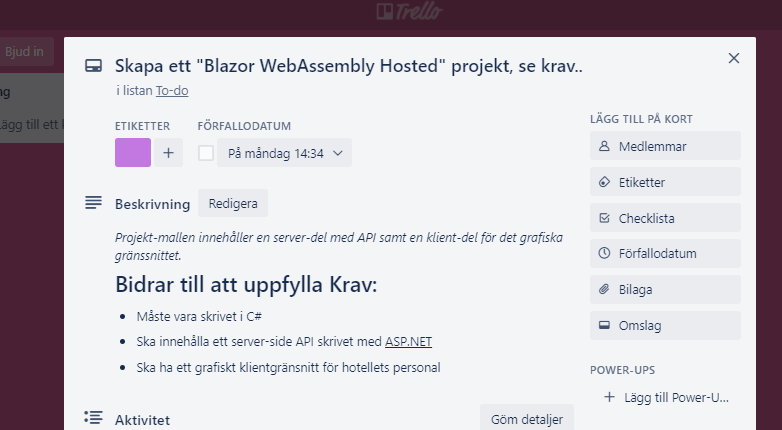 Trello
Bjud in
ng
Lägg till ett k
Skapa ett "Blazor WebAssembly Hosted" projekt, se krav..
i listan To-do
ETIKETTER
FÖRFALLODATUM
+
På måndag 14:34
Beskrivning
Redigera
Projekt-mallen innehåller en server-del med API samt en klient-del för det grafiska
gränssnittet.
Bidrar till att uppfylla Krav:
• Måste vara skrivet i C#
• Ska innehålla ett server-side API skrivet med ASP.NET
• Ska ha ett grafiskt klientgränsnitt för hotellets personal
Aktivitet
Göm detaljer
LÄGG TILL PÅ KORT
Medlemmar
Etiketter
Checklista
Förfallodatum
Bilaga
Omslag
POWER-UPS
+ Lägg till Power-U...